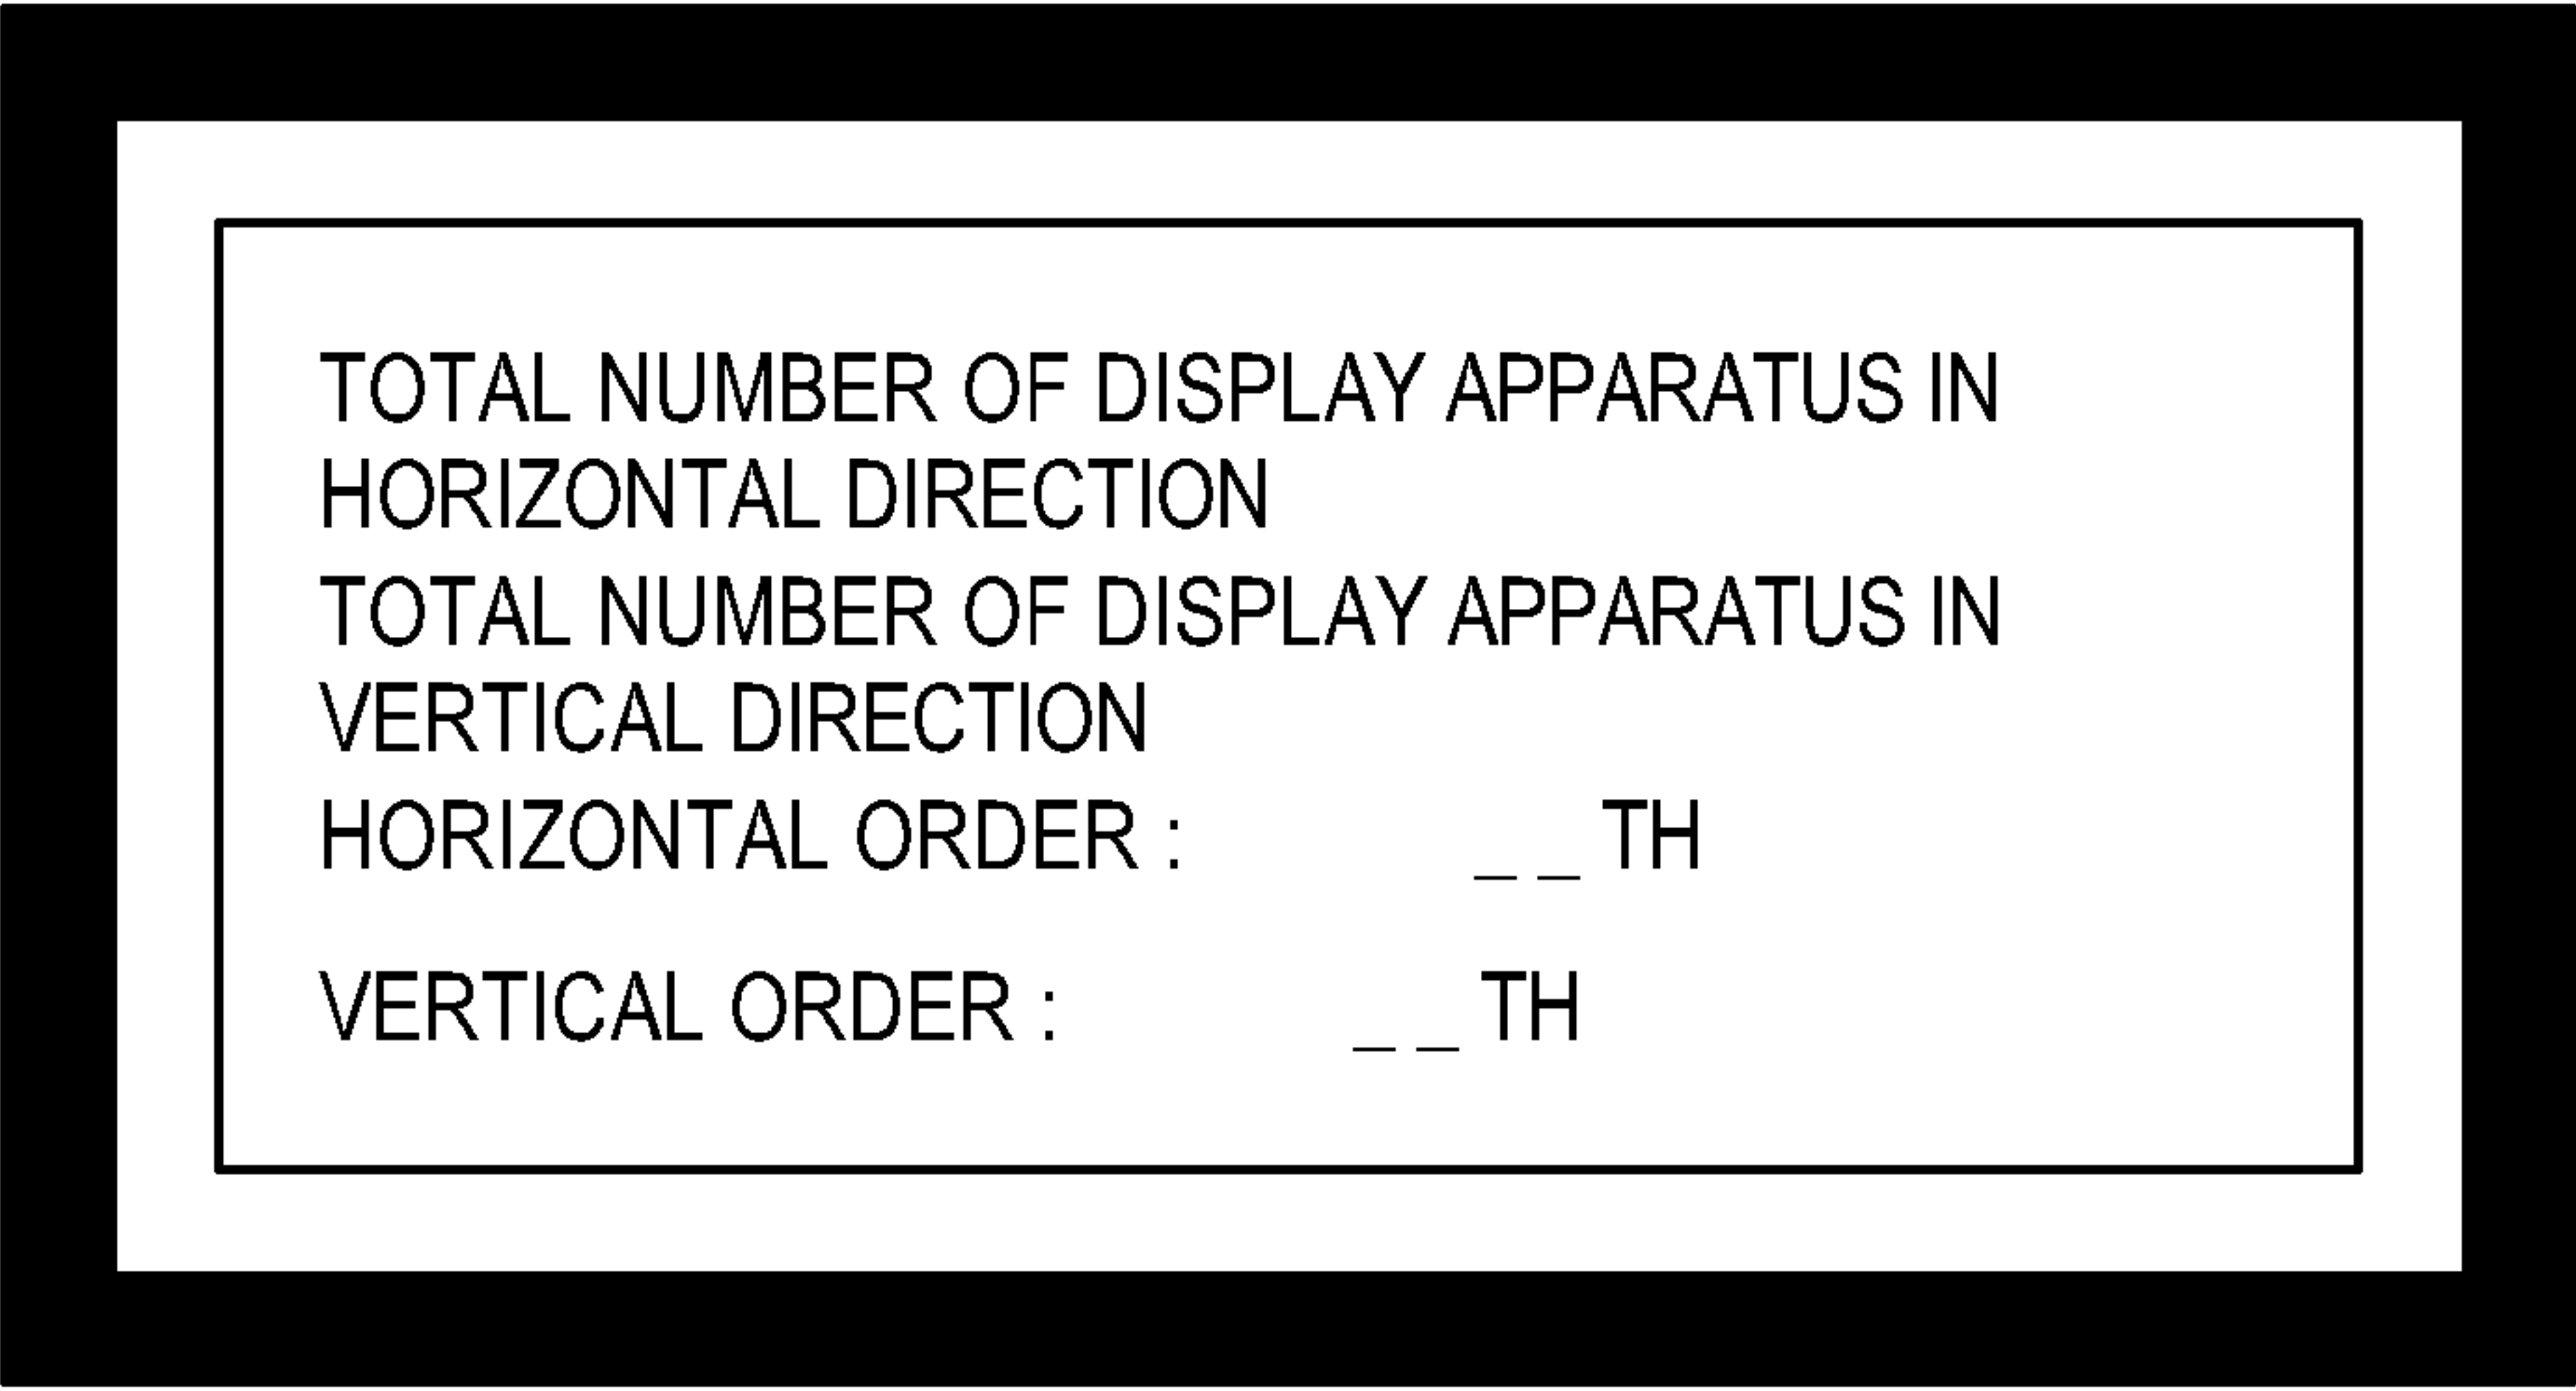 TOTAL NUMBER OF DISPLAY APPARATUS IN
HORIZONTAL DIRECTION
TOTAL NUMBER OF DISPLAY APPARATUS IN
VERTICAL DIRECTION
HORIZONTAL ORDER : _ _ TH
VERTICAL ORDER : _ _ TH